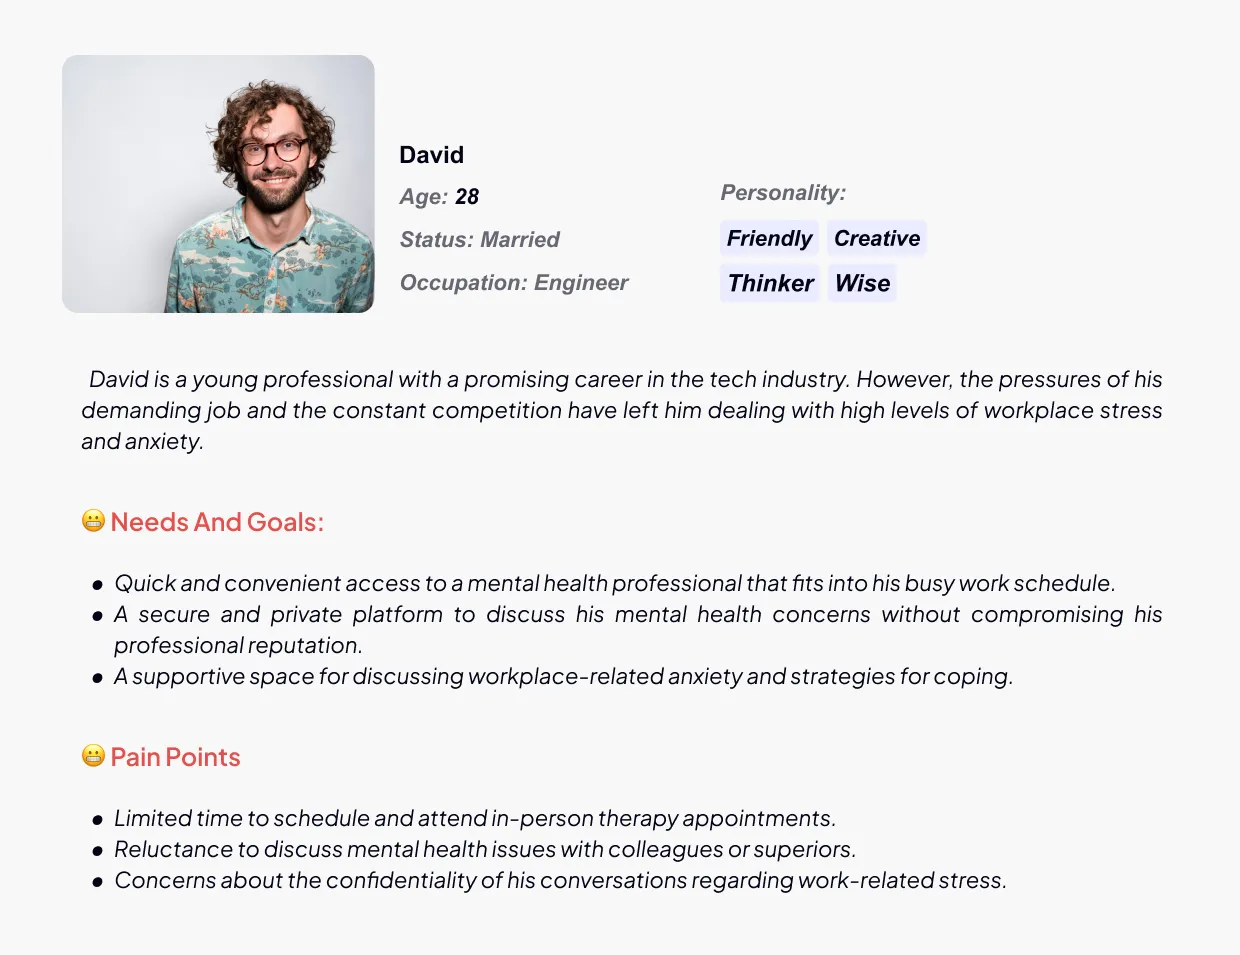 David
Age: 28
Status: Married
Occupation: Engineer
Personality:
Friendly Creative
Thinker Wise
David is a young professional with a promising career in the tech industry. However, the pressures of his
demanding job and the constant competition have left him dealing with high levels of workplace stress
and anxiety.
😬 Needs And Goals:
● Quick and convenient access to a mental health professional that fits into his busy work schedule.
● A secure and private platform to discuss his mental health concerns without compromising his
professional reputation.
● A supportive space for discussing workplace-related anxiety and strategies for coping.
😬 Pain Points
● Limited time to schedule and attend in-person therapy appointments.
● Reluctance to discuss mental health issues with colleagues or superiors.
● Concerns about the confidentiality of his conversations regarding work-related stress.